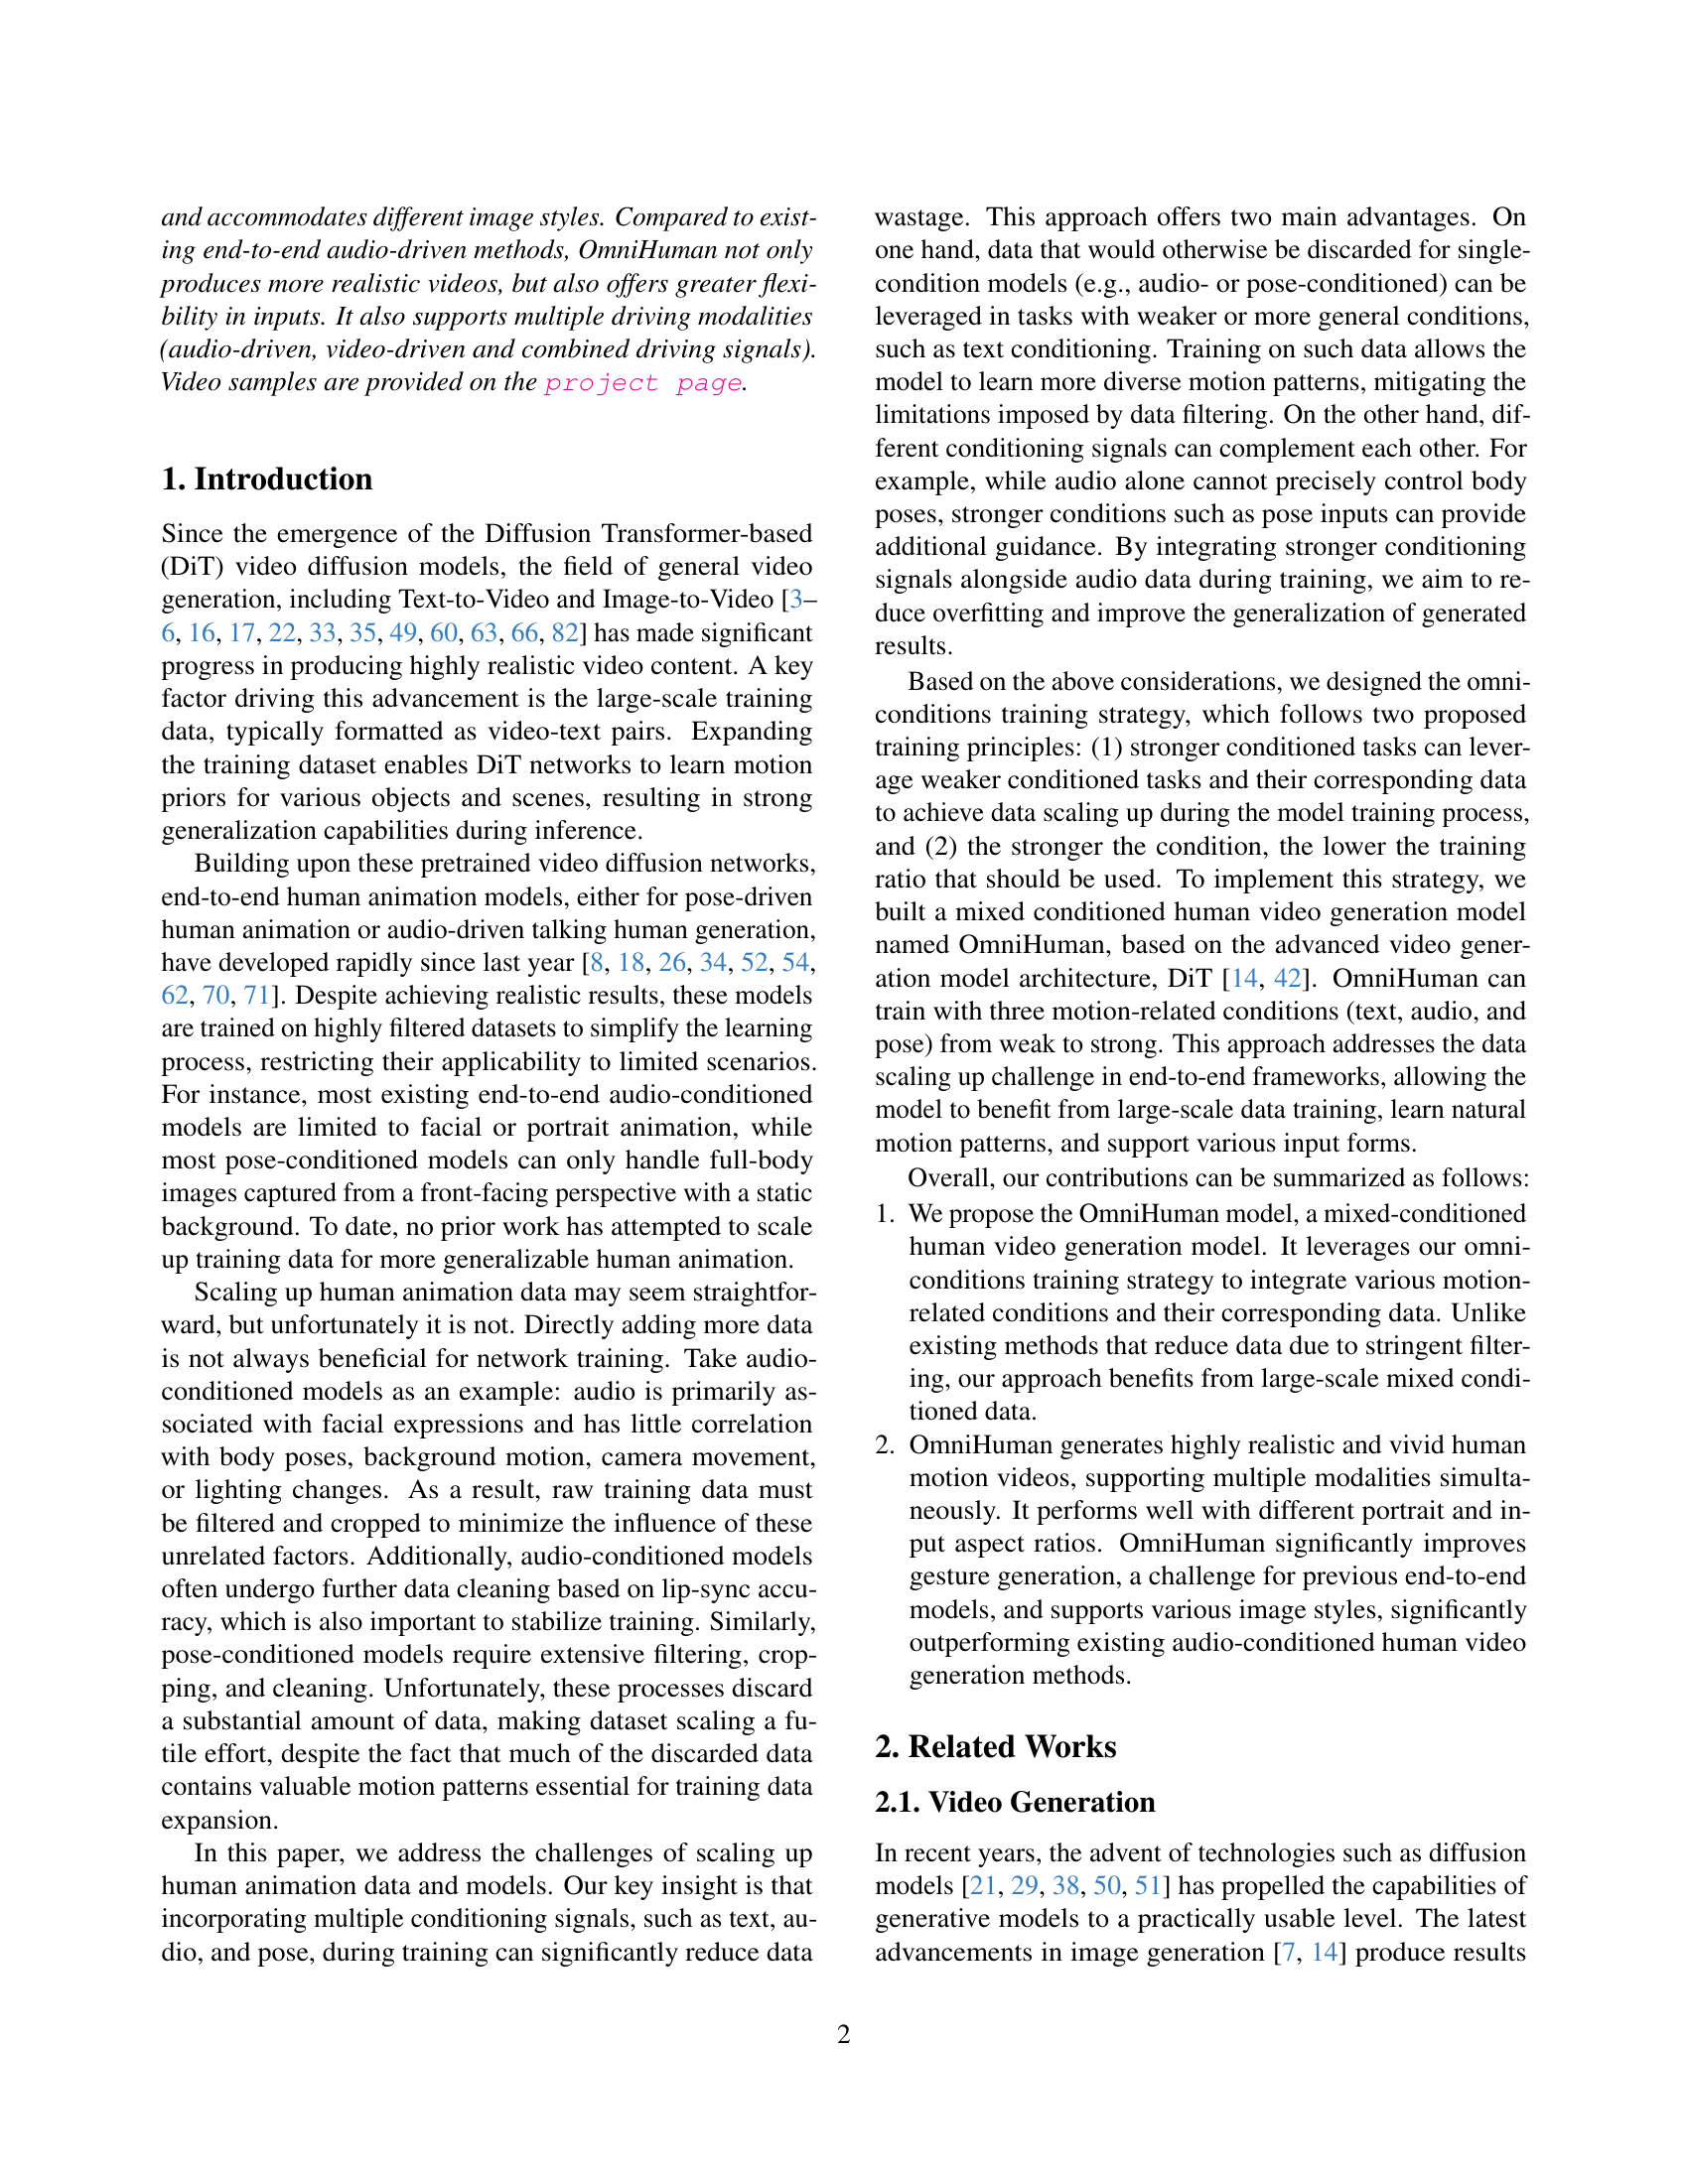 and accommodates different image styles. Compared to exist-
ing end-to-end audio-driven methods, OmniHuman not only
produces more realistic videos, but also offers greater flexi-
bility in inputs. It also supports multiple driving modalities
(audio-driven, video-driven and combined driving signals).
Video samples are provided on the project page.
1. Introduction
Since the emergence of the Diffusion Transformer-based
(DiT) video diffusion models, the field of general video
generation, including Text-to-Video and Image-to-Video [3–
6, 16, 17, 22, 33, 35, 49, 60, 63, 66, 82] has made significant
progress in producing highly realistic video content. A key
factor driving this advancement is the large-scale training
data, typically formatted as video-text pairs. Expanding
the training dataset enables DiT networks to learn motion
priors for various objects and scenes, resulting in strong
generalization capabilities during inference.
Building upon these pretrained video diffusion networks,
end-to-end human animation models, either for pose-driven
human animation or audio-driven talking human generation,
have developed rapidly since last year [8, 18, 26, 34, 52, 54,
62, 70, 71]. Despite achieving realistic results, these models
are trained on highly filtered datasets to simplify the learning
process, restricting their applicability to limited scenarios.
For instance, most existing end-to-end audio-conditioned
models are limited to facial or portrait animation, while
most pose-conditioned models can only handle full-body
images captured from a front-facing perspective with a static
background. To date, no prior work has attempted to scale
up training data for more generalizable human animation.
Scaling up human animation data may seem straightfor-
ward, but unfortunately it is not. Directly adding more data
is not always beneficial for network training. Take audio-
conditioned models as an example: audio is primarily as-
sociated with facial expressions and has little correlation
with body poses, background motion, camera movement,
or lighting changes. As a result, raw training data must
be filtered and cropped to minimize the influence of these
unrelated factors. Additionally, audio-conditioned models
often undergo further data cleaning based on lip-sync accu-
racy, which is also important to stabilize training. Similarly,
pose-conditioned models require extensive filtering, crop-
ping, and cleaning. Unfortunately, these processes discard
a substantial amount of data, making dataset scaling a fu-
tile effort, despite the fact that much of the discarded data
contains valuable motion patterns essential for training data
expansion.
In this paper, we address the challenges of scaling up
human animation data and models. Our key insight is that
incorporating multiple conditioning signals, such as text, au-
dio, and pose, during training can significantly reduce data
wastage. This approach offers two main advantages. On
one hand, data that would otherwise be discarded for single-
condition models (e.g., audio- or pose-conditioned) can be
leveraged in tasks with weaker or more general conditions,
such as text conditioning. Training on such data allows the
model to learn more diverse motion patterns, mitigating the
limitations imposed by data filtering. On the other hand, dif-
ferent conditioning signals can complement each other. For
example, while audio alone cannot precisely control body
poses, stronger conditions such as pose inputs can provide
additional guidance. By integrating stronger conditioning
signals alongside audio data during training, we aim to re-
duce overfitting and improve the generalization of generated
results.
Based on the above considerations, we designed the omni-
conditions training strategy, which follows two proposed
training principles: (1) stronger conditioned tasks can lever-
age weaker conditioned tasks and their corresponding data
to achieve data scaling up during the model training process,
and (2) the stronger the condition, the lower the training
ratio that should be used. To implement this strategy, we
built a mixed conditioned human video generation model
named OmniHuman, based on the advanced video gener-
ation model architecture, DiT [14, 42]. OmniHuman can
train with three motion-related conditions (text, audio, and
pose) from weak to strong. This approach addresses the data
scaling up challenge in end-to-end frameworks, allowing the
model to benefit from large-scale data training, learn natural
motion patterns, and support various input forms.
Overall, our contributions can be summarized as follows:
1. We propose the OmniHuman model, a mixed-conditioned
human video generation model. It leverages our omni-
conditions training strategy to integrate various motion-
related conditions and their corresponding data. Unlike
existing methods that reduce data due to stringent filter-
ing, our approach benefits from large-scale mixed condi-
tioned data.
2. OmniHuman generates highly realistic and vivid human
motion videos, supporting multiple modalities simulta-
neously. It performs well with different portrait and in-
put aspect ratios. OmniHuman significantly improves
gesture generation, a challenge for previous end-to-end
models, and supports various image styles, significantly
outperforming existing audio-conditioned human video
generation methods.
2. Related Works
2.1. Video Generation
In recent years, the advent of technologies such as diffusion
models [21, 29, 38, 50, 51] has propelled the capabilities of
generative models to a practically usable level. The latest
advancements in image generation [7, 14] produce results
2